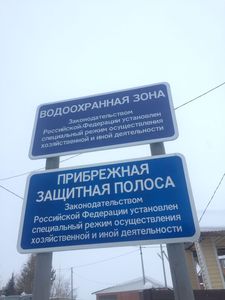 ВОДООХРАННАЯ ЗОНА
Законодательством
Российской Федерации установлен
специальный режим осуществления
хозяйственной и иной деятельности
ПРИБРЕЖНАЯ
ЗАЩИТНАЯ ПОЛОСА
Законодательством
Российской Федерации установлен
специальный режим осуществления
хозяйственной и иной деятельности